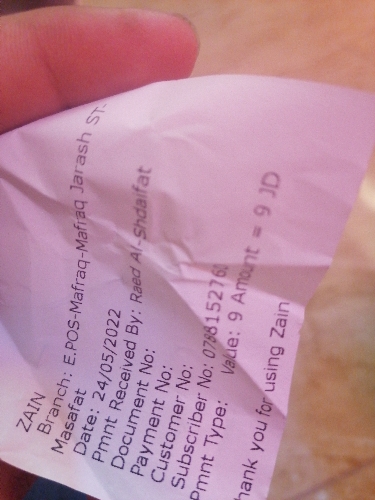 ZAIN
Branch: E.POS-Mafraq-Mafraq Jarash ST-
Masafat
Date: 24/05/2022
Pmnt Received By: Raed Al-Shdaifat
Document No:
Payment No:
Customer No:
Subscriber No:
Pmnt Type: Value: 9 Amount = 9 JD
hank you for using Zain